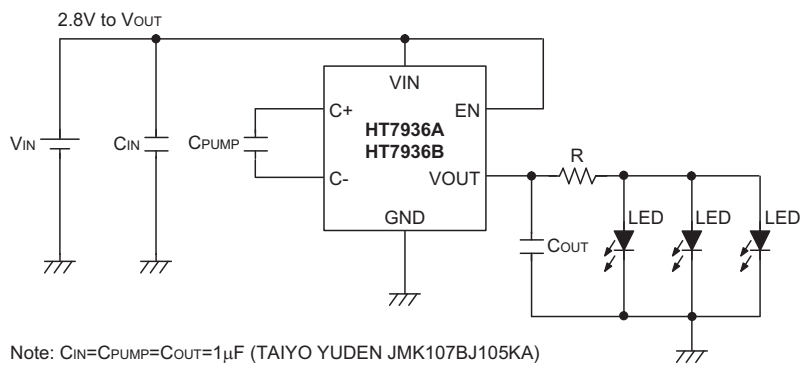 2.8V to VOUT
VIN
CIN
CPUMP
C+
C-
VIN
EN
HT7936A
HT7936B
VOUT
GND
R
COUT
LED
LED
LED
Note: CIN=CPUMP=COUT=1μF (TAIYO YUDEN JMK107BJ105KA)